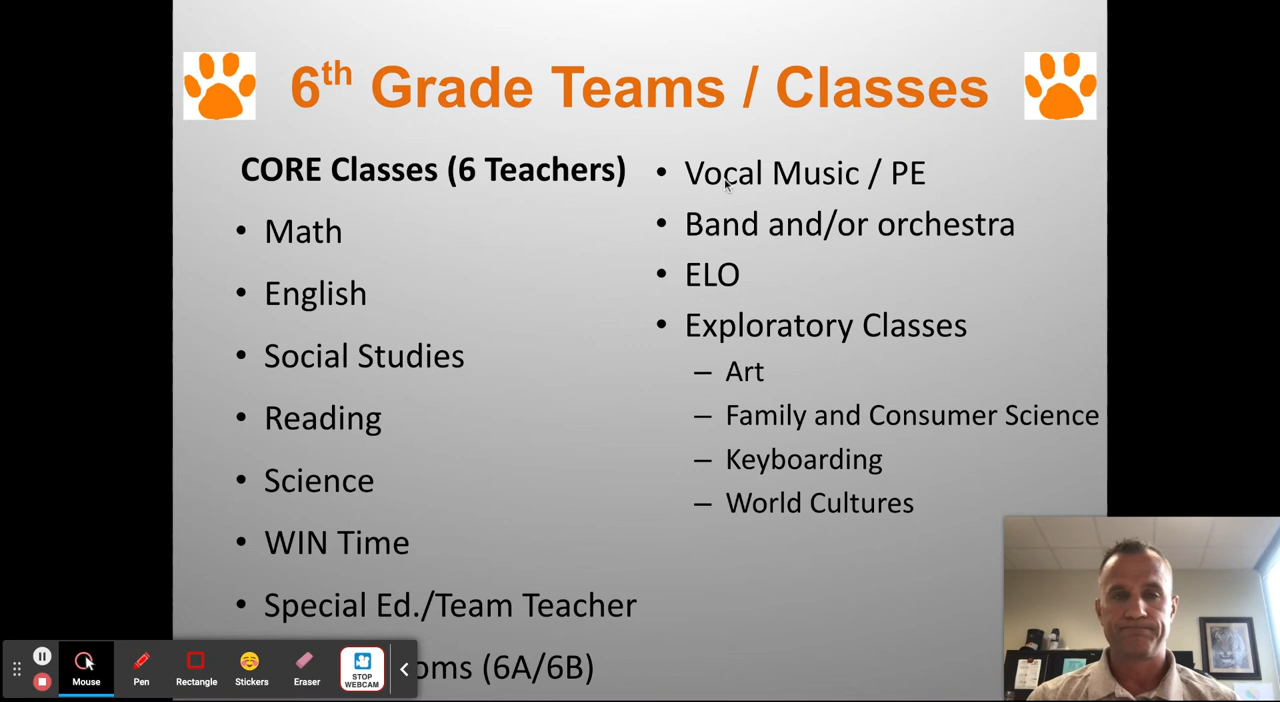 6th Grade Teams / Classes
CORE Classes (6 Teachers)
• Math
• English
• Social Studies
• Reading
• Science
• WIN Time
• Special Ed./Team Teacher
oms (6A/6B)
• Vocal Music / PE
• Band and/or orchestra
• ELO
• Exploratory Classes
– Art
– Family and Consumer Science
– Keyboarding
– World Cultures
Mouse
Pen
Rectangle
Stickers
Eraser
STOP
WEBCAM